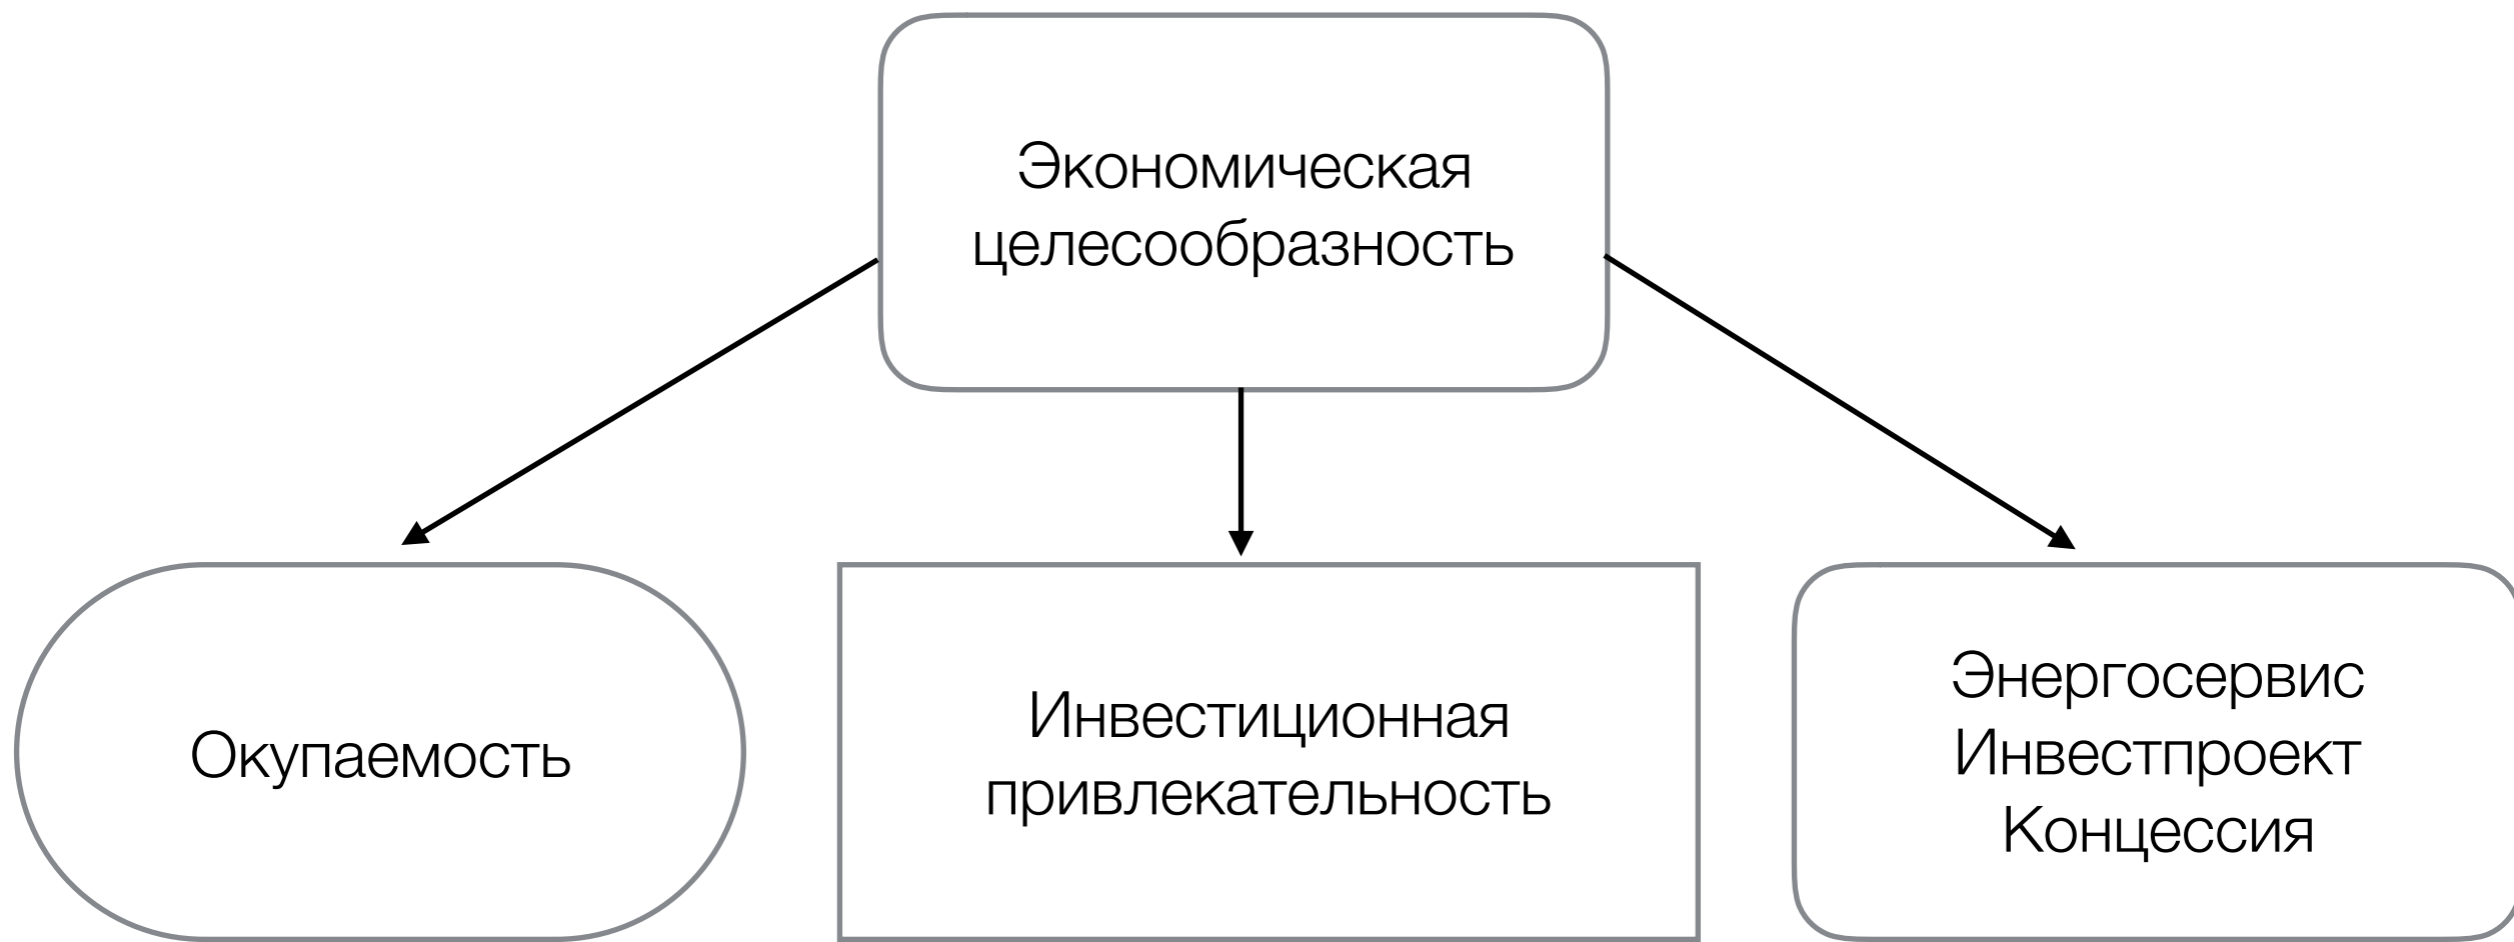 Экономическая
целесообразность
Окупаемость
Инвестиционная
привлекательность
Энергосервис
Инвестпроект
Концессия